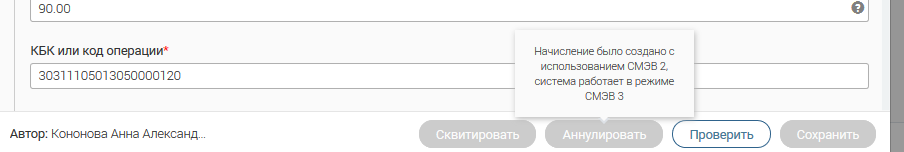 90.00
?
КБК или код операции*
30311105013050000120
Начисление было создано с
использованием СМЭВ 2,
система работает в режиме
СМЭВ 3
Автор: Кононова Анна Александ...
Сквитировать
Аннулировать
Проверить
Сохранить